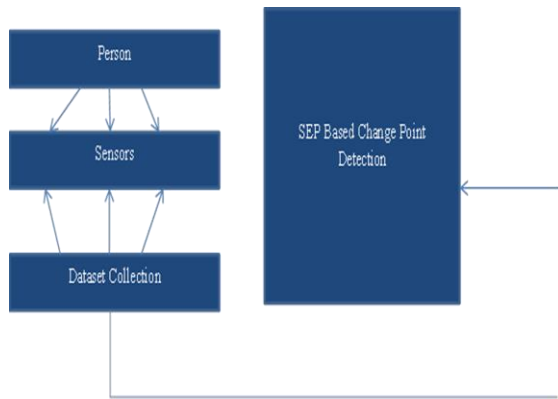 Person
Sensors
Dataset Collection
SEP Based Change Point
Detection